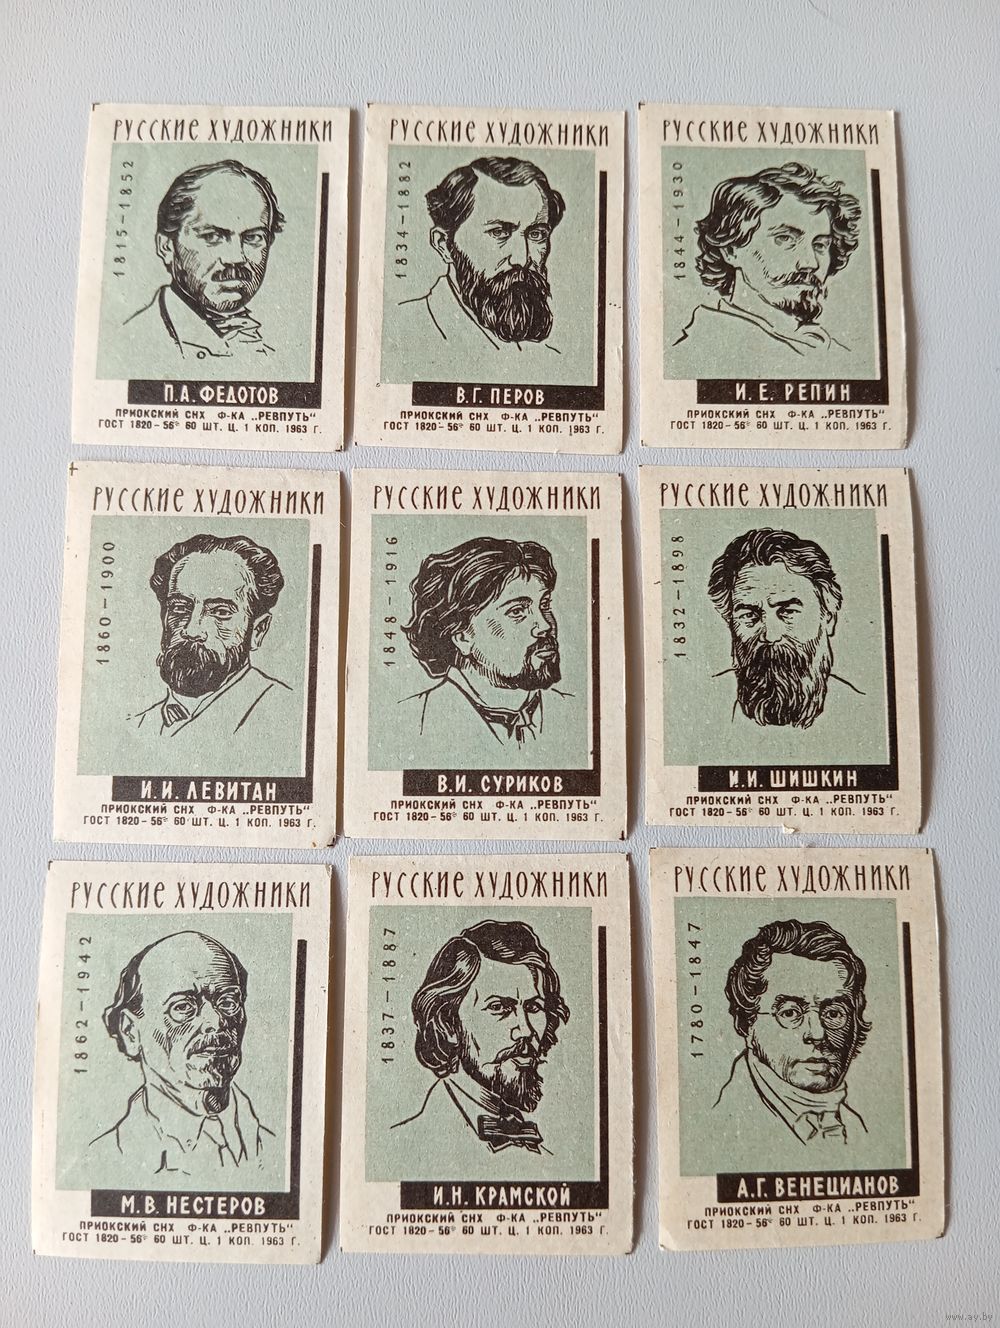 РУССКИЕ ХУДОЖНИКИ
1815–1852
П.А. ФЕДОТОВ
ПРИОКСКИЙ СНХ Ф-КА „РЕВПУТЬ“
ГОСТ 1820–56* 60 ШТ. Ц. 1 КОП. 1963 Г.
РУССКИЕ ХУДОЖНИКИ
1834–1882
В.Г. ПЕРОВ
ПРИОКСКИЙ СНХ Ф-КА „РЕВПУТЬ“
ГОСТ 1820–56* 60 ШТ. Ц. 1 КОП. 1963 Г.
РУССКИЕ ХУДОЖНИКИ
1844–1930
И. Е. РЕПИН
ПРИОКСКИЙ СНХ Ф-КА „РЕВПУТЬ“
ГОСТ 1820–56* 60 ШТ. Ц. 1 КОП. 1963 Г.
РУССКИЕ ХУДОЖНИКИ
1860–1900
И. И. ЛЕВИТАН
ПРИОКСКИЙ СНХ Ф-КА „РЕВПУТЬ“
ГОСТ 1820–56* 60 ШТ. Ц. 1 КОП. 1963 Г.
РУССКИЕ ХУДОЖНИКИ
1848–1916
В.И. СУРИКОВ
ПРИОКСКИЙ СНХ Ф-КА „РЕВПУТЬ“
ГОСТ 1820–56* 60 ШТ. Ц. 1 КОП. 1963 Г.
РУССКИЕ ХУДОЖНИКИ
1832–1898
И.И. ШИШКИН
ПРИОКСКИЙ СНХ Ф-КА „РЕВПУТЬ“
ГОСТ 1820–56* 60 ШТ. Ц. 1 КОП. 1963 Г.
РУССКИЕ ХУДОЖНИКИ
1862–1942
М. В. НЕСТЕРОВ
ПРИОКСКИЙ СНХ Ф-КА „РЕВПУТЬ“
ГОСТ 1820–56* 60 ШТ. Ц. 1 КОП. 1963 Г.
РУССКИЕ ХУДОЖНИКИ
1837–1887
И.Н. КРАМСКОЙ
ПРИОКСКИЙ СНХ Ф-КА „РЕВПУТЬ“
ГОСТ 1820–56* 60 ШТ. Ц. 1 КОП. 1963 Г.
РУССКИЕ ХУДОЖНИКИ
1780–1847
А.Г. ВЕНЕЦИАНОВ
ПРИОКСКИЙ СНХ Ф-КА „РЕВПУТЬ“
ГОСТ 1820–56* 60 ШТ. Ц. 1 КОП. 1963 Г.
www.ay.by